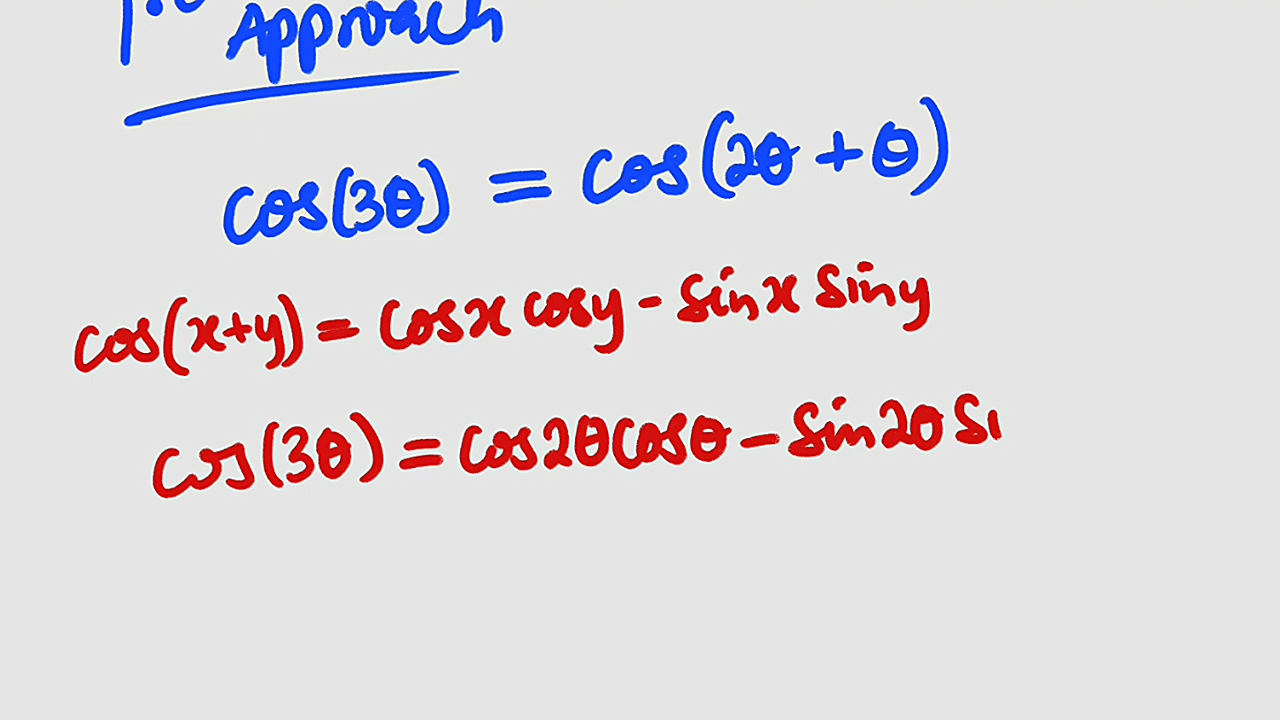 Approach
cos(3θ) = cos(2θ + θ)
cos(x+y) = cosx cosy - sinx siny
cos(3θ) = cos2θcosθ - sin2θ si